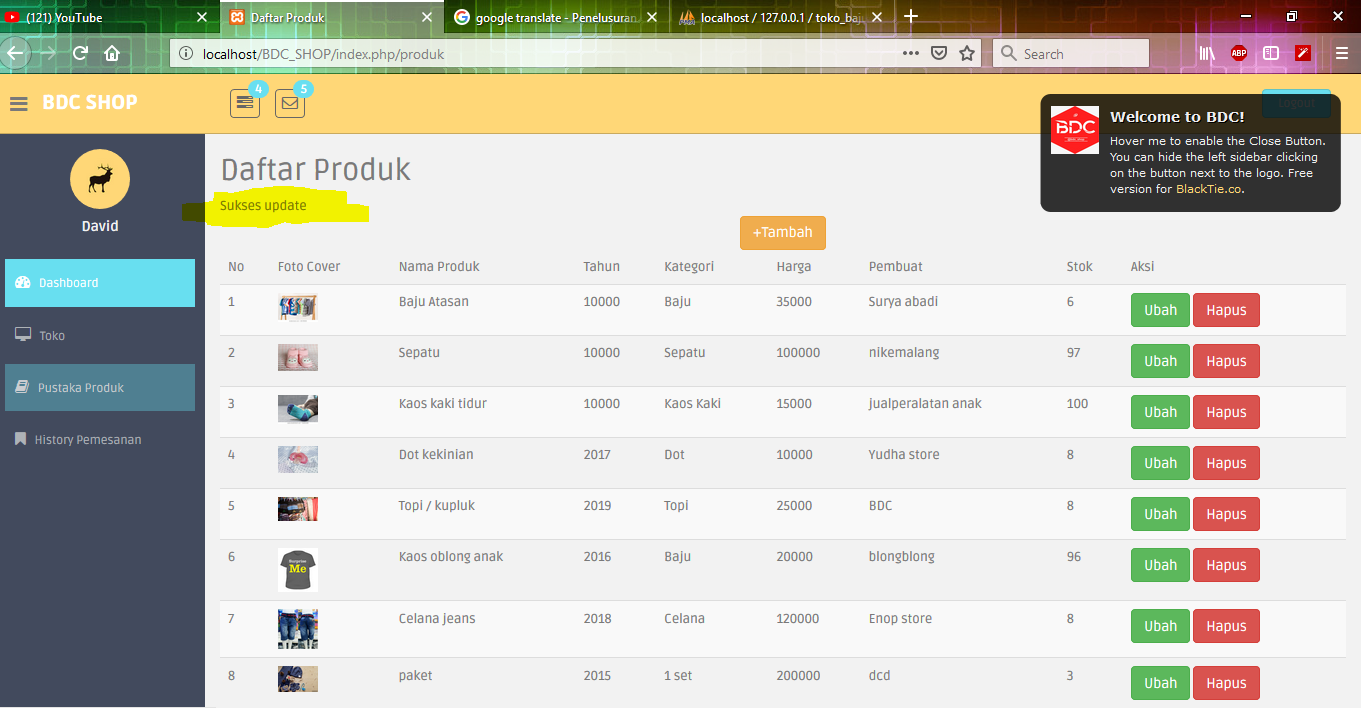 (121) YouTube
Daftar Produk
google translate - Penelusuran
localhost / 127.0.0.1 / toko_baju
localhost/BDC_SHOP/index.php/produk
Search
ABP
BDC SHOP
4
5
Logout
BDC
Welcome to BDC!
Hover me to enable the Close Button.
You can hide the left sidebar clicking
on the button next to the logo. Free
version for BlackTie.co.
David
Dashboard
Toko
Pustaka Produk
History Pemesanan
Daftar Produk
Sukses update
+Tambah
No Foto Cover Nama Produk Tahun Kategori Harga Pembuat Stok Aksi
1 Baju Atasan 10000 Baju 35000 Surya abadi 6 Ubah Hapus
2 Sepatu 10000 Sepatu 100000 nikemalang 97 Ubah Hapus
3 Kaos kaki tidur 10000 Kaos Kaki 15000 jualperalatan anak 100 Ubah Hapus
4 Dot kekinian 2017 Dot 10000 Yudha store 8 Ubah Hapus
5 Topi / kupluk 2019 Topi 25000 BDC 8 Ubah Hapus
6 Me Kaos oblong anak 2016 Baju 20000 blongblong 96 Ubah Hapus
7 Celana jeans 2018 Celana 120000 Enop store 8 Ubah Hapus
8 paket 2015 1 set 200000 dcd 3 Ubah Hapus